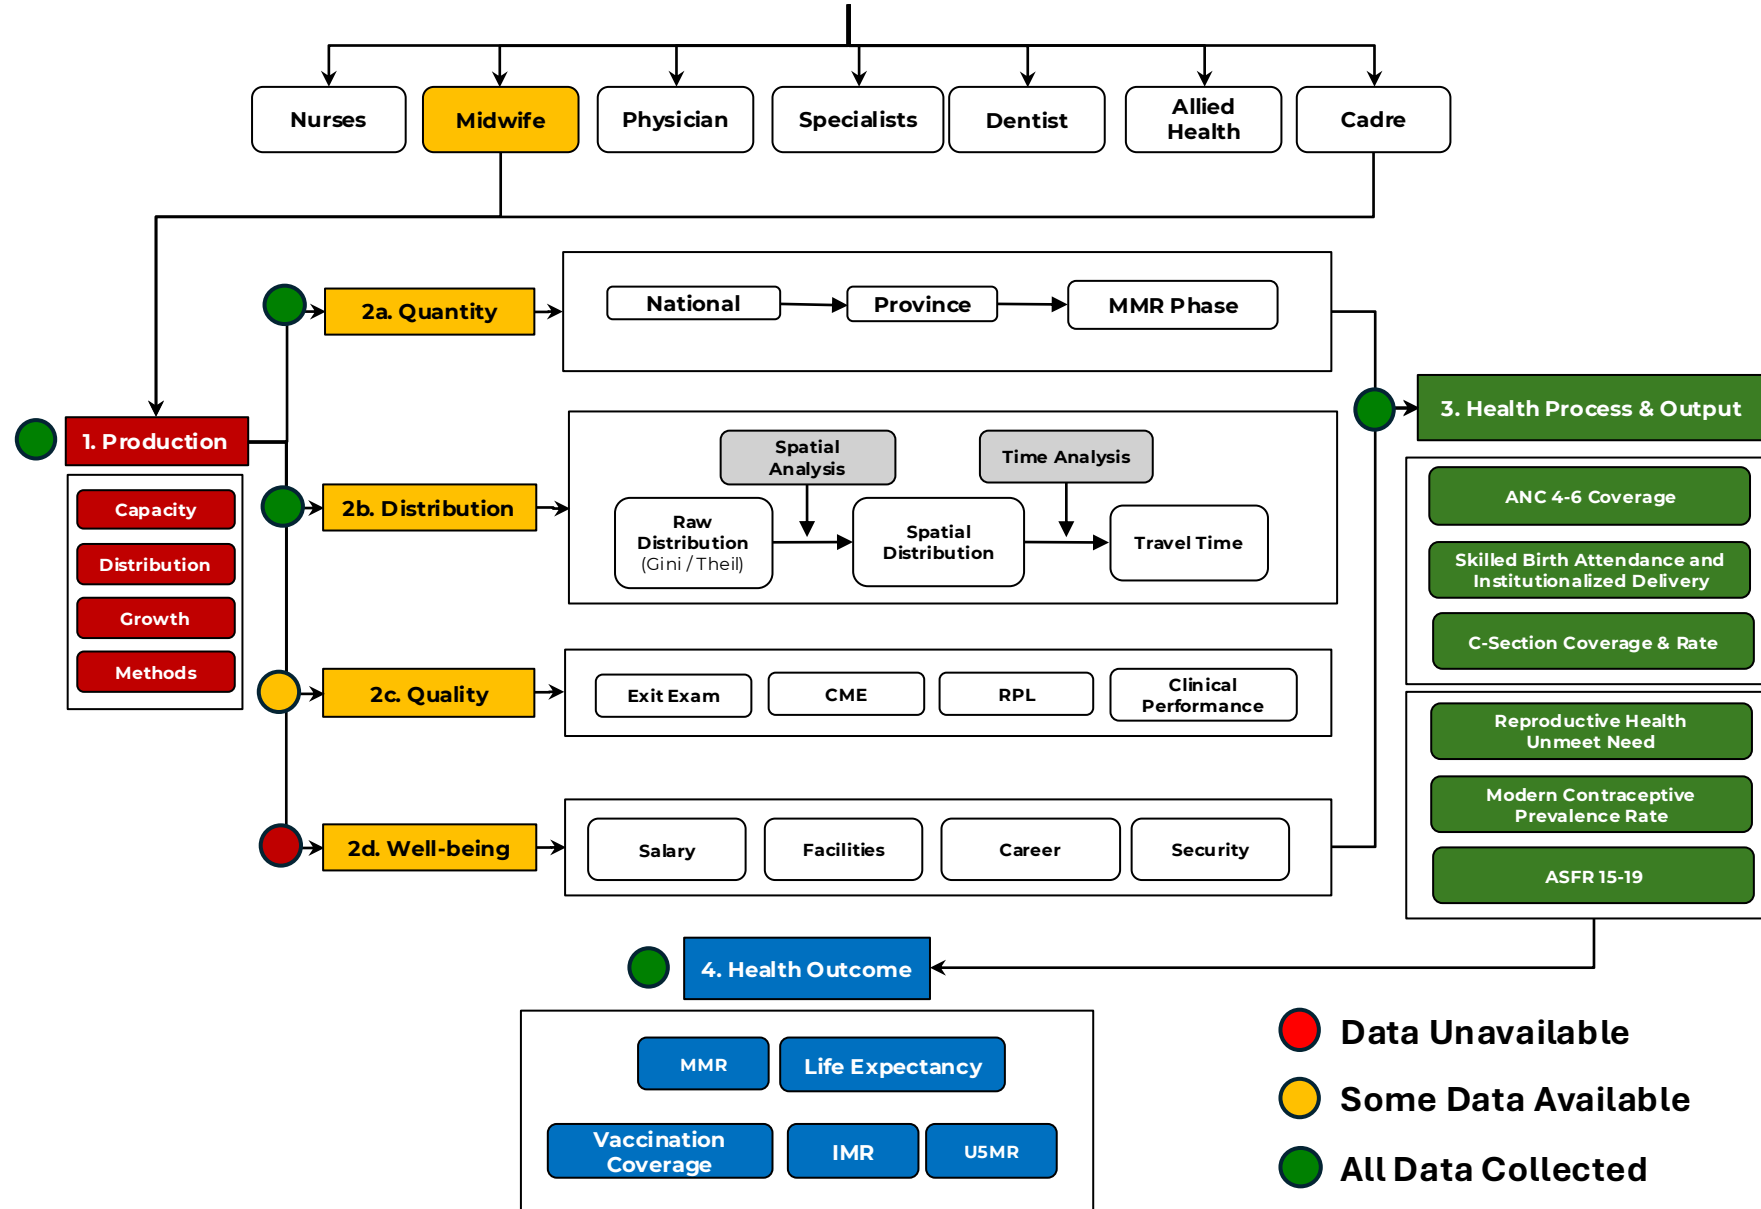 Nurses
Midwife
Physician
Specialists
Dentist
Allied
Health
Cadre
2a. Quantity
National
Province
MMR Phase
1. Production
Capacity
Distribution
Growth
Methods
2b. Distribution
Spatial
Analysis
Time Analysis
Raw
Distribution
(Gini / Theil)
Spatial
Distribution
Travel Time
2c. Quality
Exit Exam
CME
RPL
Clinical
Performance
2d. Well-being
Salary
Facilities
Career
Security
3. Health Process & Output
ANC 4-6 Coverage
Skilled Birth Attendance and
Institutionalized Delivery
C-Section Coverage & Rate
Reproductive Health
Unmeet Need
Modern Contraceptive
Prevalence Rate
ASFR 15-19
4. Health Outcome
MMR
Life Expectancy
Vaccination
Coverage
IMR
U5MR
Data Unavailable
Some Data Available
All Data Collected